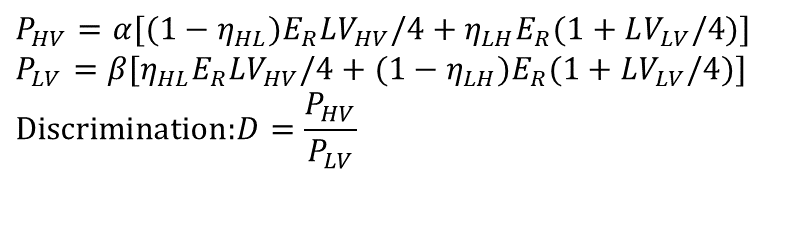 P_{HV} = α[(1 − η_{HL})E_R LV_{HV}/4 + η_{LH}E_R(1 + LV_{LV}/4)]
P_{LV} = β[η_{HL}E_R LV_{HV}/4 + (1 − η_{LH})E_R(1 + LV_{LV}/4)]
Discrimination:D = \frac{P_{HV}}{P_{LV}}